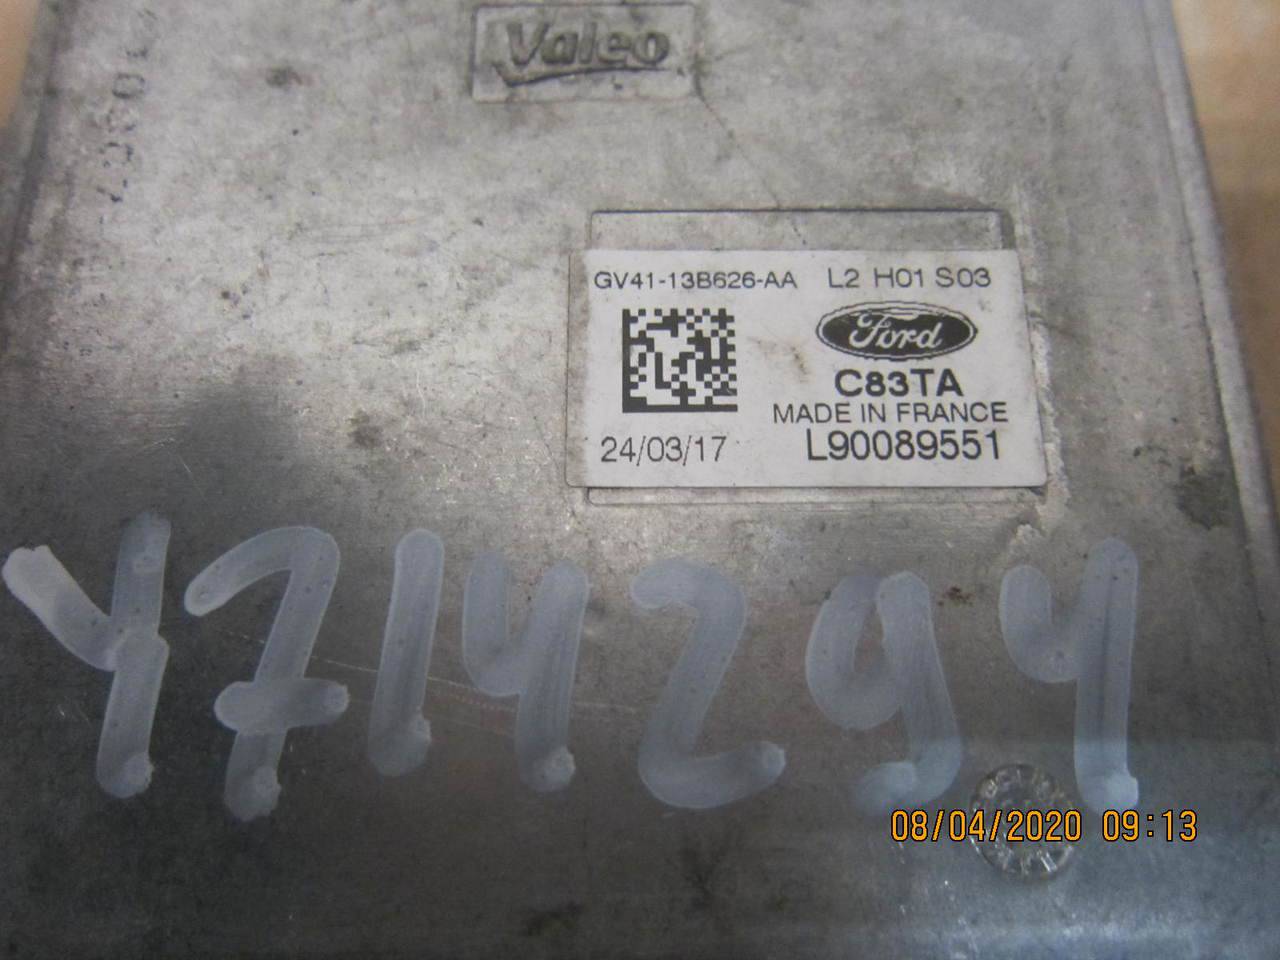 Valeo
GV41-13B626-AA L2 H01 S03
Ford
C83TA
MADE IN FRANCE
24/03/17 L90089551
Y714294
08/04/2020 09:13